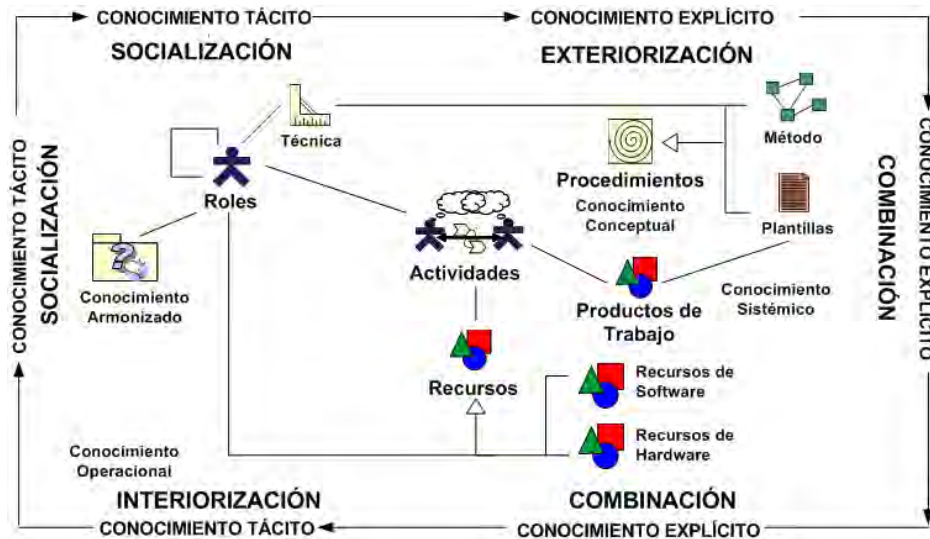 CONOCIMIENTO TÁCITO
CONOCIMIENTO EXPLÍCITO
SOCIALIZACIÓN
EXTERIORIZACIÓN
Técnica
Método
Roles
Procedimientos
Conocimiento
Conceptual
Plantillas
CONOCIMIENTO TÁCITO
SOCIALIZACIÓN
COMBINACIÓN
CONOCIMIENTO EXPLÍCITO
Conocimiento
Armonizado
Actividades
Productos de
Trabajo
Conocimiento
Sistémico
Recursos
Recursos de
Software
Recursos de
Hardware
Conocimiento
Operacional
INTERIORIZACIÓN
COMBINACIÓN
CONOCIMIENTO TÁCITO
CONOCIMIENTO EXPLÍCITO